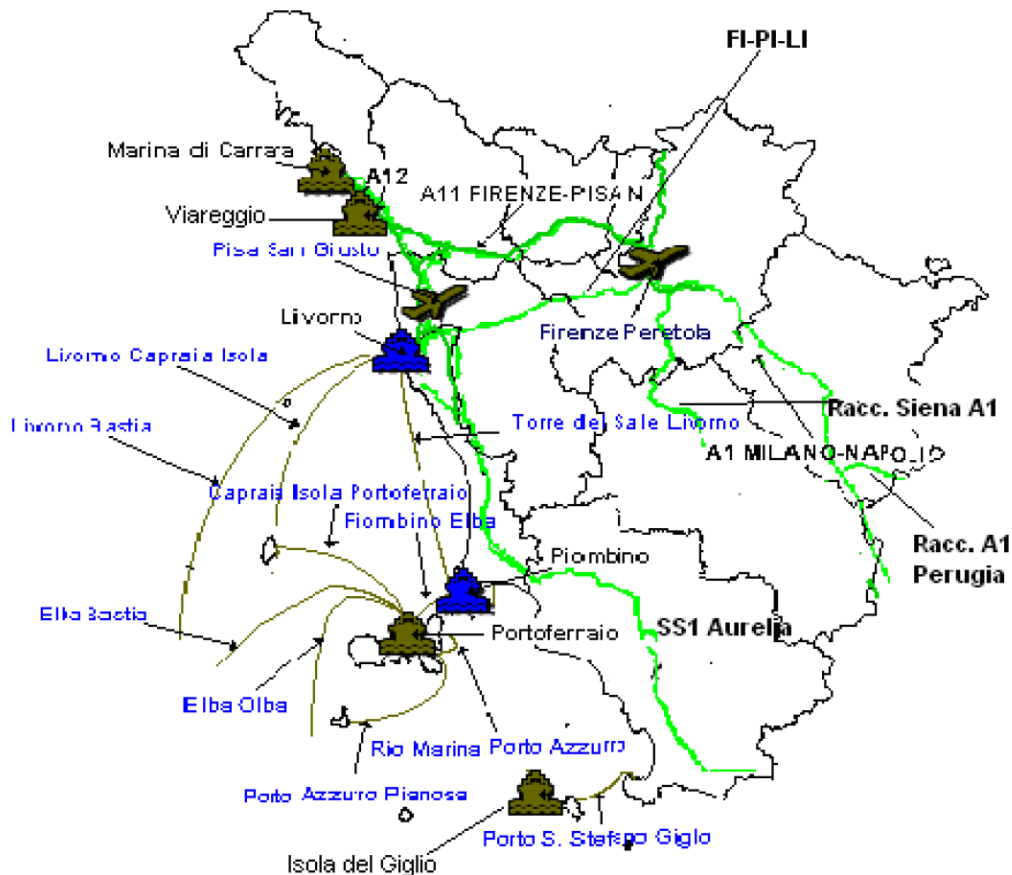 FI-PI-LI
Marina di Carrara
A12
A11 FIRENZE-PISA N
Viareggio
Pisa San Giusto
Livorno
Firenze Peretola
Livorno Capraia Isola
Racc. Siena A1
Livorno Bastia
Torre del Sale Livorno
A1 MILANO-NAPOLI
Capraia Isola Portoferraio
Piombino Elba
Racc. A1
Perugia
Piombino
Elba Bastia
SS1 Aurelia
Portoferraio
Elba Olba
Rio Marina Porto Azzurro
Porto Azzurro Pianosa
Porto S. Stefano Giglo
Isola del Giglio